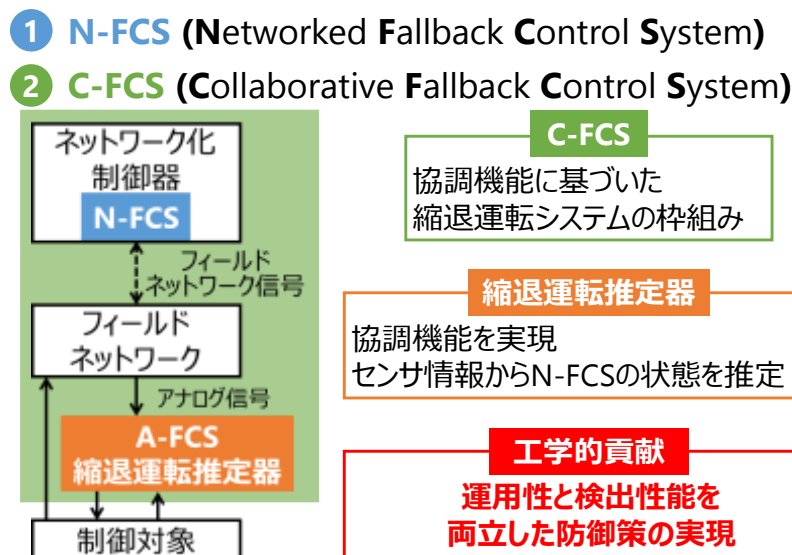 1 N-FCS (Networked Fallback Control System)
2 C-FCS (Collaborative Fallback Control System)
ネットワーク化
制御器
N-FCS
フィールド
ネットワーク信号
フィールド
ネットワーク
アナログ信号
A-FCS
縮退運転推定器
制御対象
C-FCS
協調機能に基づいた
縮退運転システムの枠組み
縮退運転推定器
協調機能を実現
センサ情報からN-FCSの状態を推定
工学的貢献
運用性と検出性能を
両立した防御策の実現